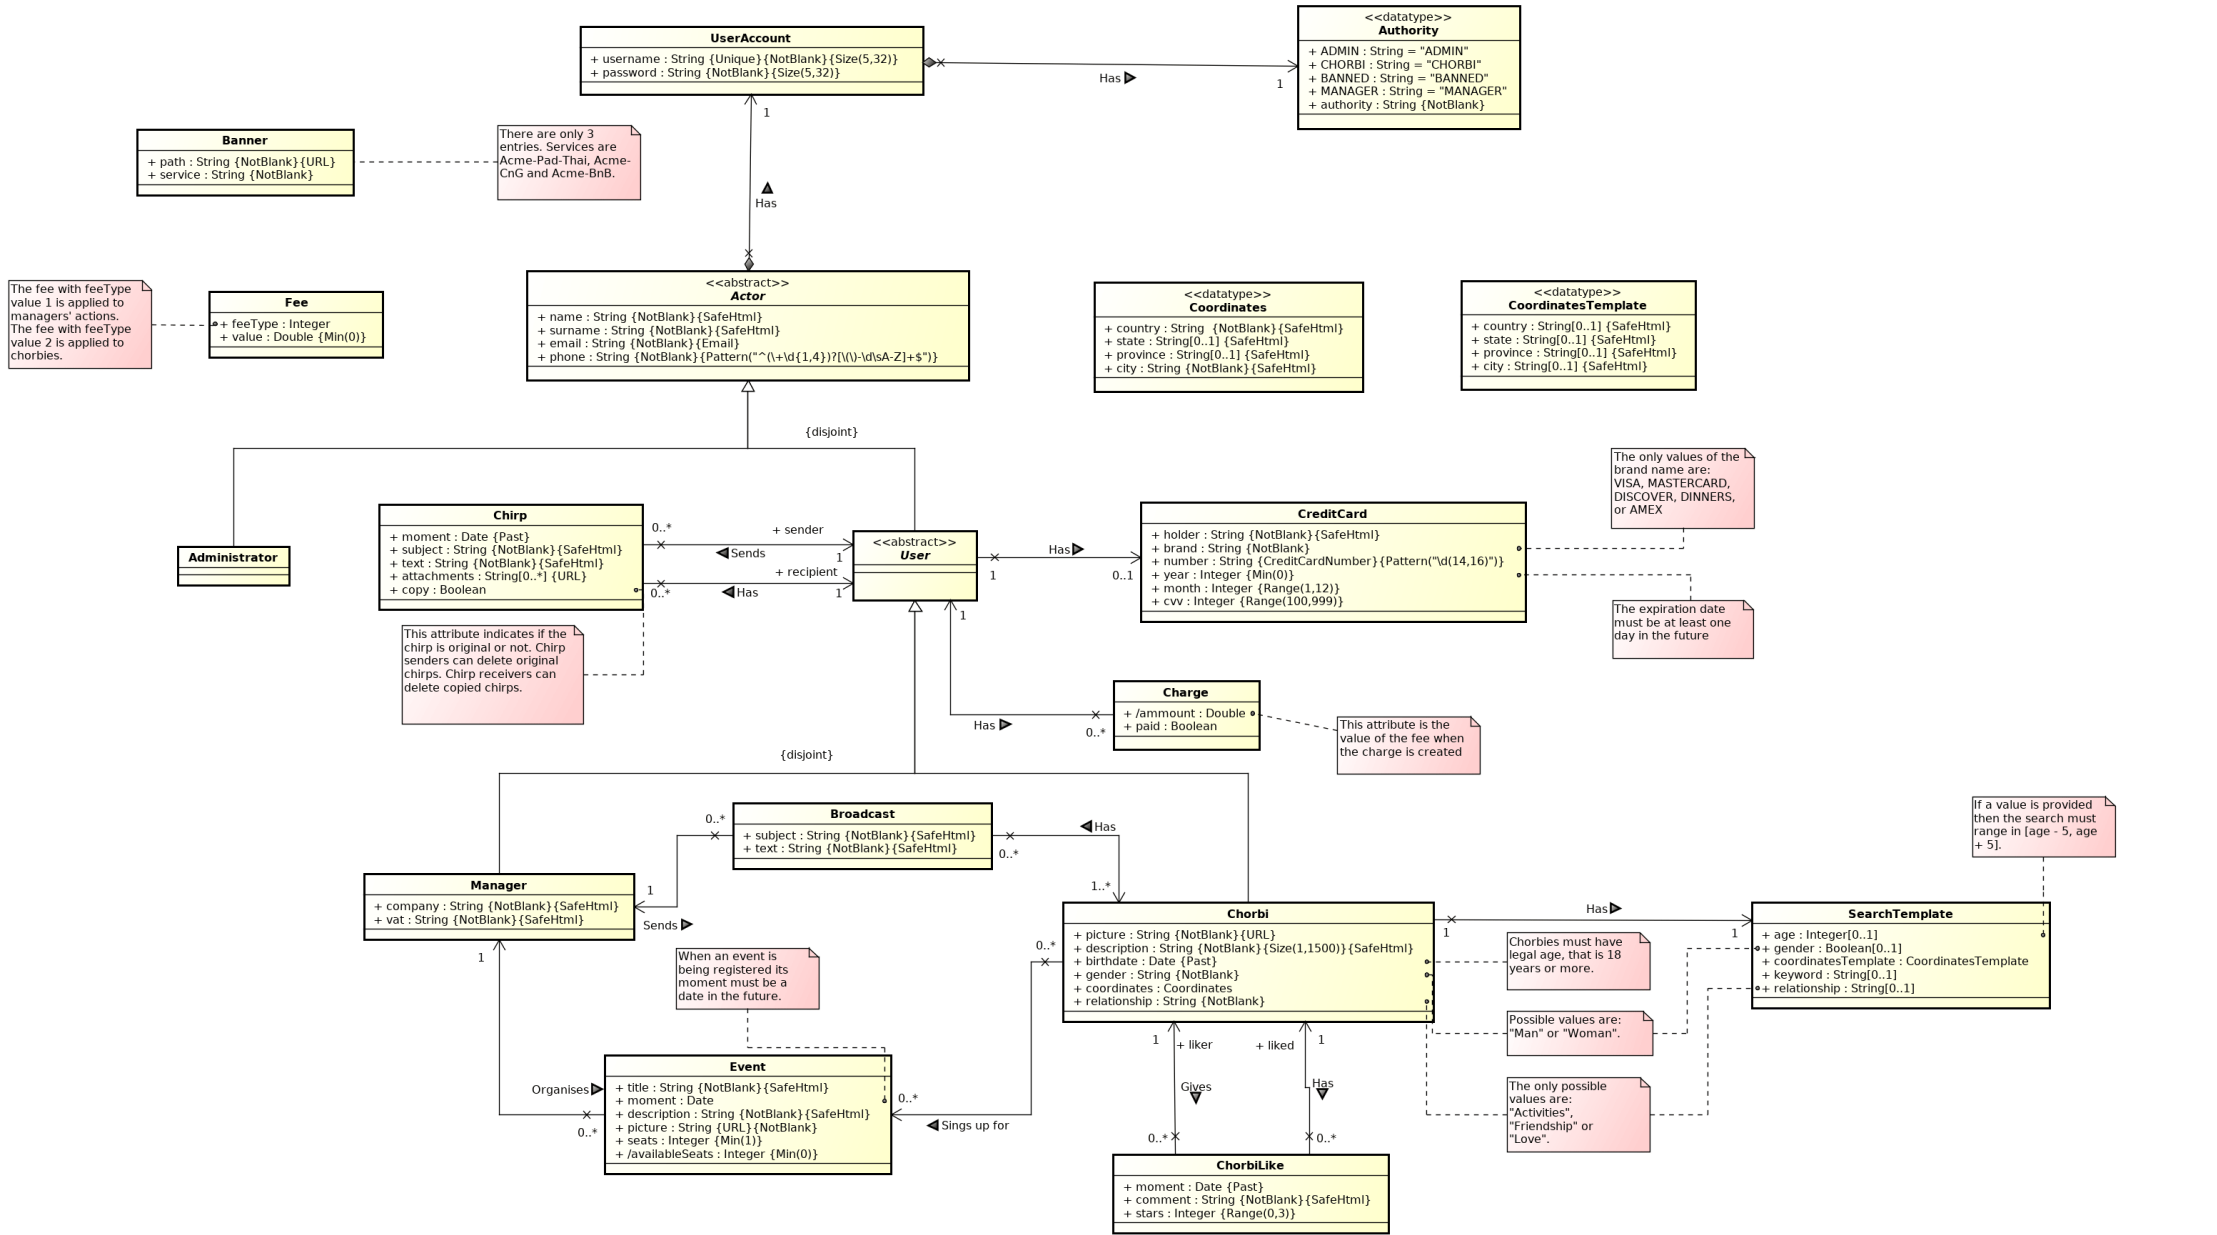 UserAccount
+ username : String {Unique}{NotBlank}{Size(5,32)}
+ password : String {NotBlank}{Size(5,32)}
Has
1
<<datatype>>
Authority
+ ADMIN : String = "ADMIN"
+ CHORBI : String = "CHORBI"
+ BANNED : String = "BANNED"
+ MANAGER : String = "MANAGER"
+ authority : String {NotBlank}
1
Has
Banner
+ path : String {NotBlank}{URL}
+ service : String {NotBlank}
There are only 3
entries. Services are
Acme-Pad-Thai, Acme-
CnG and Acme-BnB.
The fee with feeType
value 1 is applied to
managers' actions.
The fee with feeType
value 2 is applied to
chorbies.
Fee
+ feeType : Integer
+ value : Double {Min(0)}
<<abstract>>
Actor
+ name : String {NotBlank}{SafeHtml}
+ surname : String {NotBlank}{SafeHtml}
+ email : String {NotBlank}{Email}
+ phone : String {NotBlank}{Pattern("^(\+\d{1,4})?[\(\)-\d\sA-Z]+$")}
<<datatype>>
Coordinates
+ country : String  {NotBlank}{SafeHtml}
+ state : String[0..1] {SafeHtml}
+ province : String[0..1] {SafeHtml}
+ city : String {NotBlank}{SafeHtml}
<<datatype>>
CoordinatesTemplate
+ country : String[0..1] {SafeHtml}
+ state : String[0..1] {SafeHtml}
+ province : String[0..1] {SafeHtml}
+ city : String[0..1] {SafeHtml}
{disjoint}
Administrator
Chirp
+ moment : Date {Past}
+ subject : String {NotBlank}{SafeHtml}
+ text : String {NotBlank}{SafeHtml}
+ attachments : String[0..*] {URL}
+ copy : Boolean
0..*
+ sender
Sends
1
+ recipient
0..*
Has
1
This attribute indicates if the
chirp is original or not. Chirp
senders can delete original
chirps. Chirp receivers can
delete copied chirps.
<<abstract>>
User
1
Has
0..1
CreditCard
+ holder : String {NotBlank}{SafeHtml}
+ brand : String {NotBlank}
+ number : String {CreditCardNumber}{Pattern("\d(14,16)")}
+ year : Integer {Min(0)}
+ month : Integer {Range(1,12)}
+ cvv : Integer {Range(100,999)}
The only values of the
brand name are:
VISA, MASTERCARD,
DISCOVER, DINNERS,
or AMEX
The expiration date
must be at least one
day in the future
1
Has
0..*
Charge
+ /ammount : Double
+ paid : Boolean
This attribute is the
value of the fee when
the charge is created
{disjoint}
Manager
+ company : String {NotBlank}{SafeHtml}
+ vat : String {NotBlank}{SafeHtml}
0..*
1
Sends
Broadcast
+ subject : String {NotBlank}{SafeHtml}
+ text : String {NotBlank}{SafeHtml}
Has
0..*
1..*
Chorbi
+ picture : String {NotBlank}{URL}
+ description : String {NotBlank}{Size(1,1500)}{SafeHtml}
+ birthdate : Date {Past}
+ gender : String {NotBlank}
+ coordinates : Coordinates
+ relationship : String {NotBlank}
Has
1
1
SearchTemplate
+ age : Integer[0..1]
+ gender : Boolean[0..1]
+ coordinatesTemplate : CoordinatesTemplate
+ keyword : String[0..1]
+ relationship : String[0..1]
If a value is provided
then the search must
range in [age - 5, age
+ 5].
Chorbies must have
legal age, that is 18
years or more.
Possible values are:
"Man" or "Woman".
The only possible
values are:
"Activities",
"Friendship" or
"Love".
When an event is
being registered its
moment must be a
date in the future.
1
Organises
0..*
Event
+ title : String {NotBlank}{SafeHtml}
+ moment : Date
+ description : String {NotBlank}{SafeHtml}
+ picture : String {URL}{NotBlank}
+ seats : Integer {Min(1)}
+ /availableSeats : Integer {Min(0)}
0..*
0..*
Sings up for
1
+ liker
Gives
0..*
+ liked
1
Has
0..*
ChorbiLike
+ moment : Date {Past}
+ comment : String {NotBlank}{SafeHtml}
+ stars : Integer {Range(0,3)}